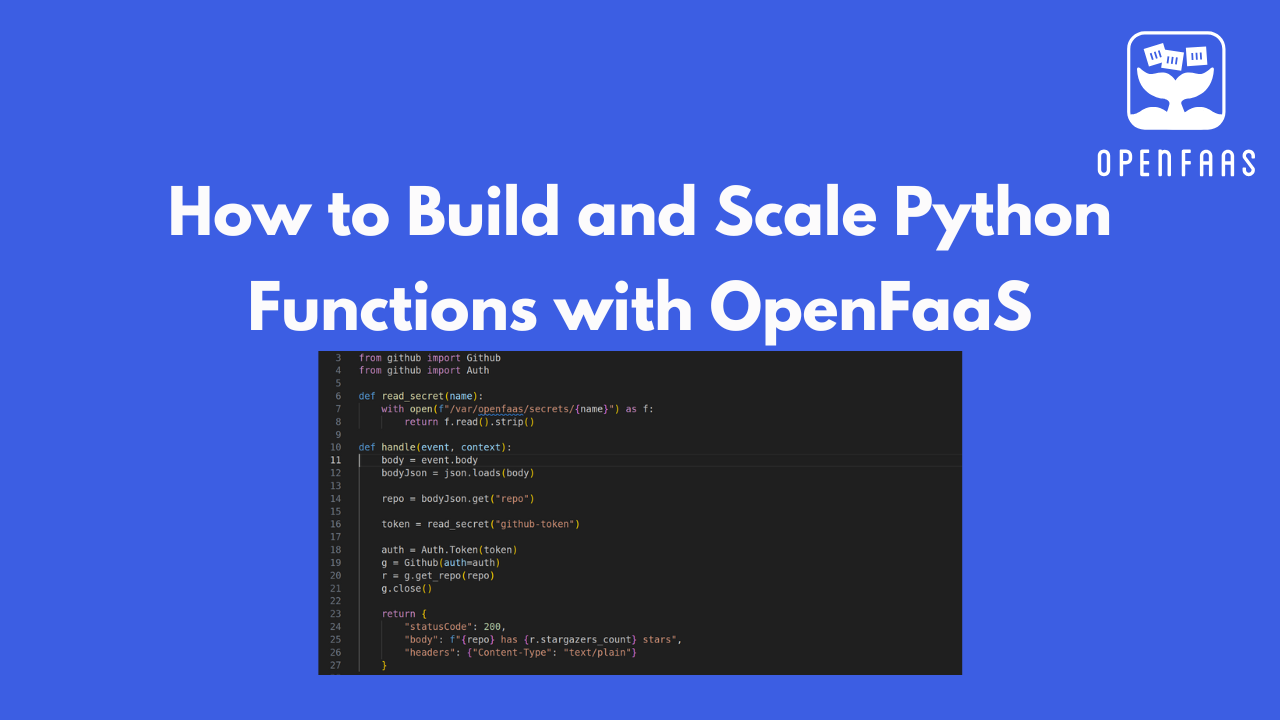 OPENFAAS
How to Build and Scale Python
Functions with OpenFaaS
3 from github import Github
4 from github import Auth
5
6 def read_secret(name):
7     with open(f"/var/openfaas/secrets/{name}") as f:
8         return f.read().strip()
9
10 def handle(event, context):
11     body = event.body
12     bodyJson = json.loads(body)
13
14     repo = bodyJson.get("repo")
15
16     token = read_secret("github-token")
17
18     auth = Auth.Token(token)
19     g = Github(auth=auth)
20     r = g.get_repo(repo)
21     g.close()
22
23     return {
24         "statusCode": 200,
25         "body": f"{repo} has {r.stargazers_count} stars",
26         "headers": {"Content-Type": "text/plain"}
27     }